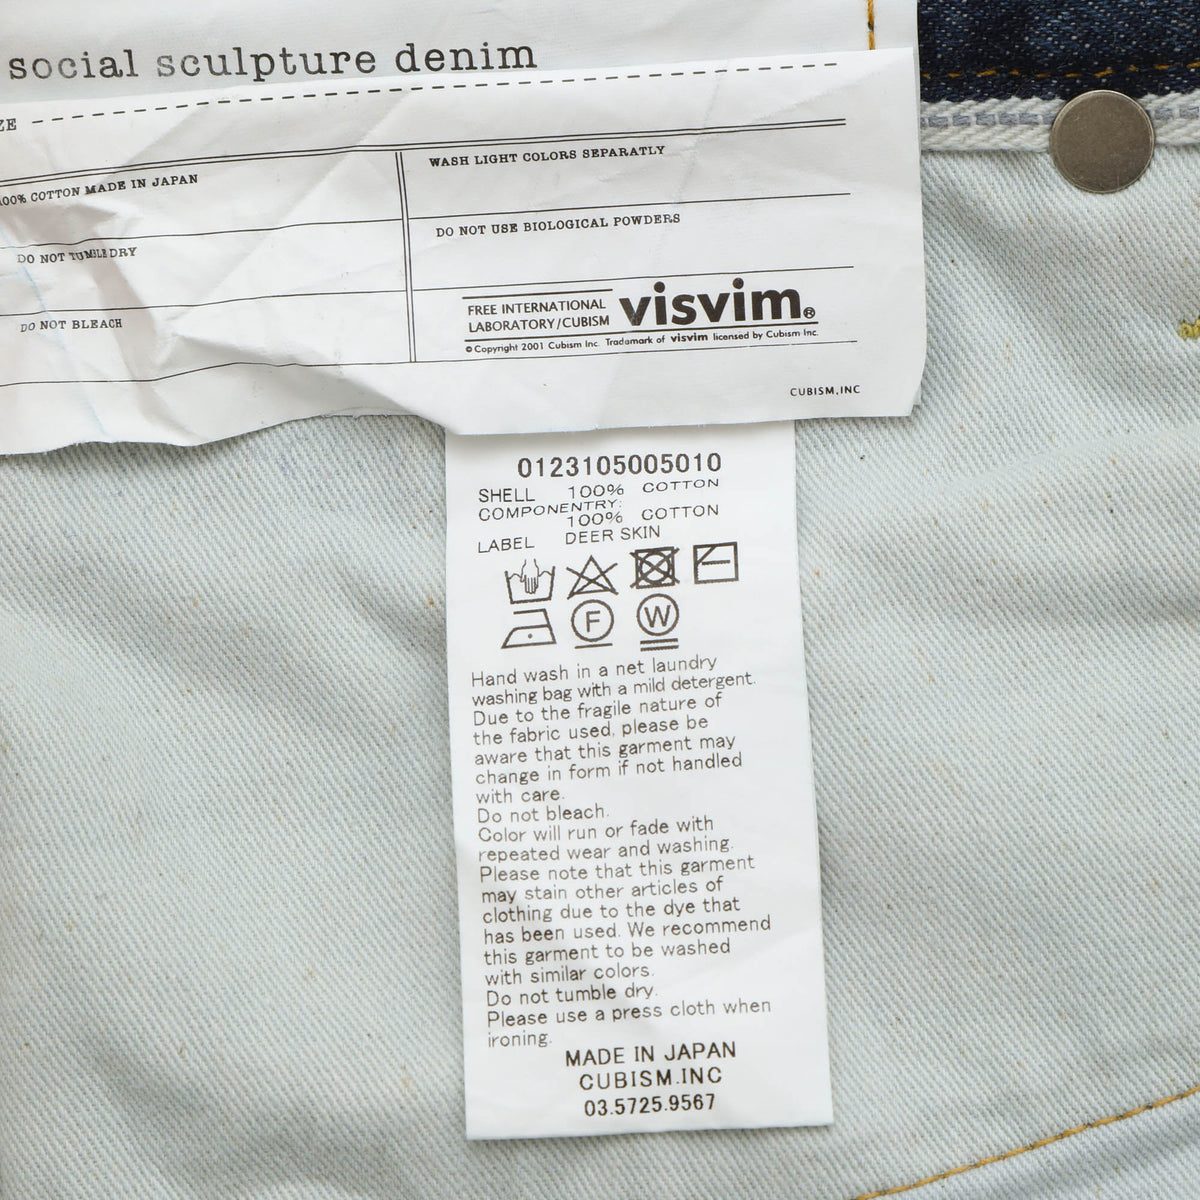 social sculpture denim
ZE
100% COTTON MADE IN JAPAN
DO NOT TUMBLE DRY
DO NOT BLEACH
WASH LIGHT COLORS SEPARATLY
DO NOT USE BIOLOGICAL POWDERS
FREE INTERNATIONAL
LABORATORY/CUBISM
visvim®
© Copyright 2001 Cubism Inc. Trademark of visvim licensed by Cubism Inc.
CUBISM,INC
0123105005010
SHELL 100% COTTON
COMPONENTRY:
100% COTTON
LABEL DEER SKIN
F W
Hand wash in a net laundry
washing bag with a mild detergent.
Due to the fragile nature of
the fabric used, please be
aware that this garment may
change in form if not handled
with care.
Do not bleach.
Color will run or fade with
repeated wear and washing.
Please note that this garment
may stain other articles of
clothing due to the dye that
has been used. We recommend
this garment to be washed
with similar colors.
Do not tumble dry.
Please use a press cloth when
ironing.
MADE IN JAPAN
CUBISM.INC
03.5725.9567